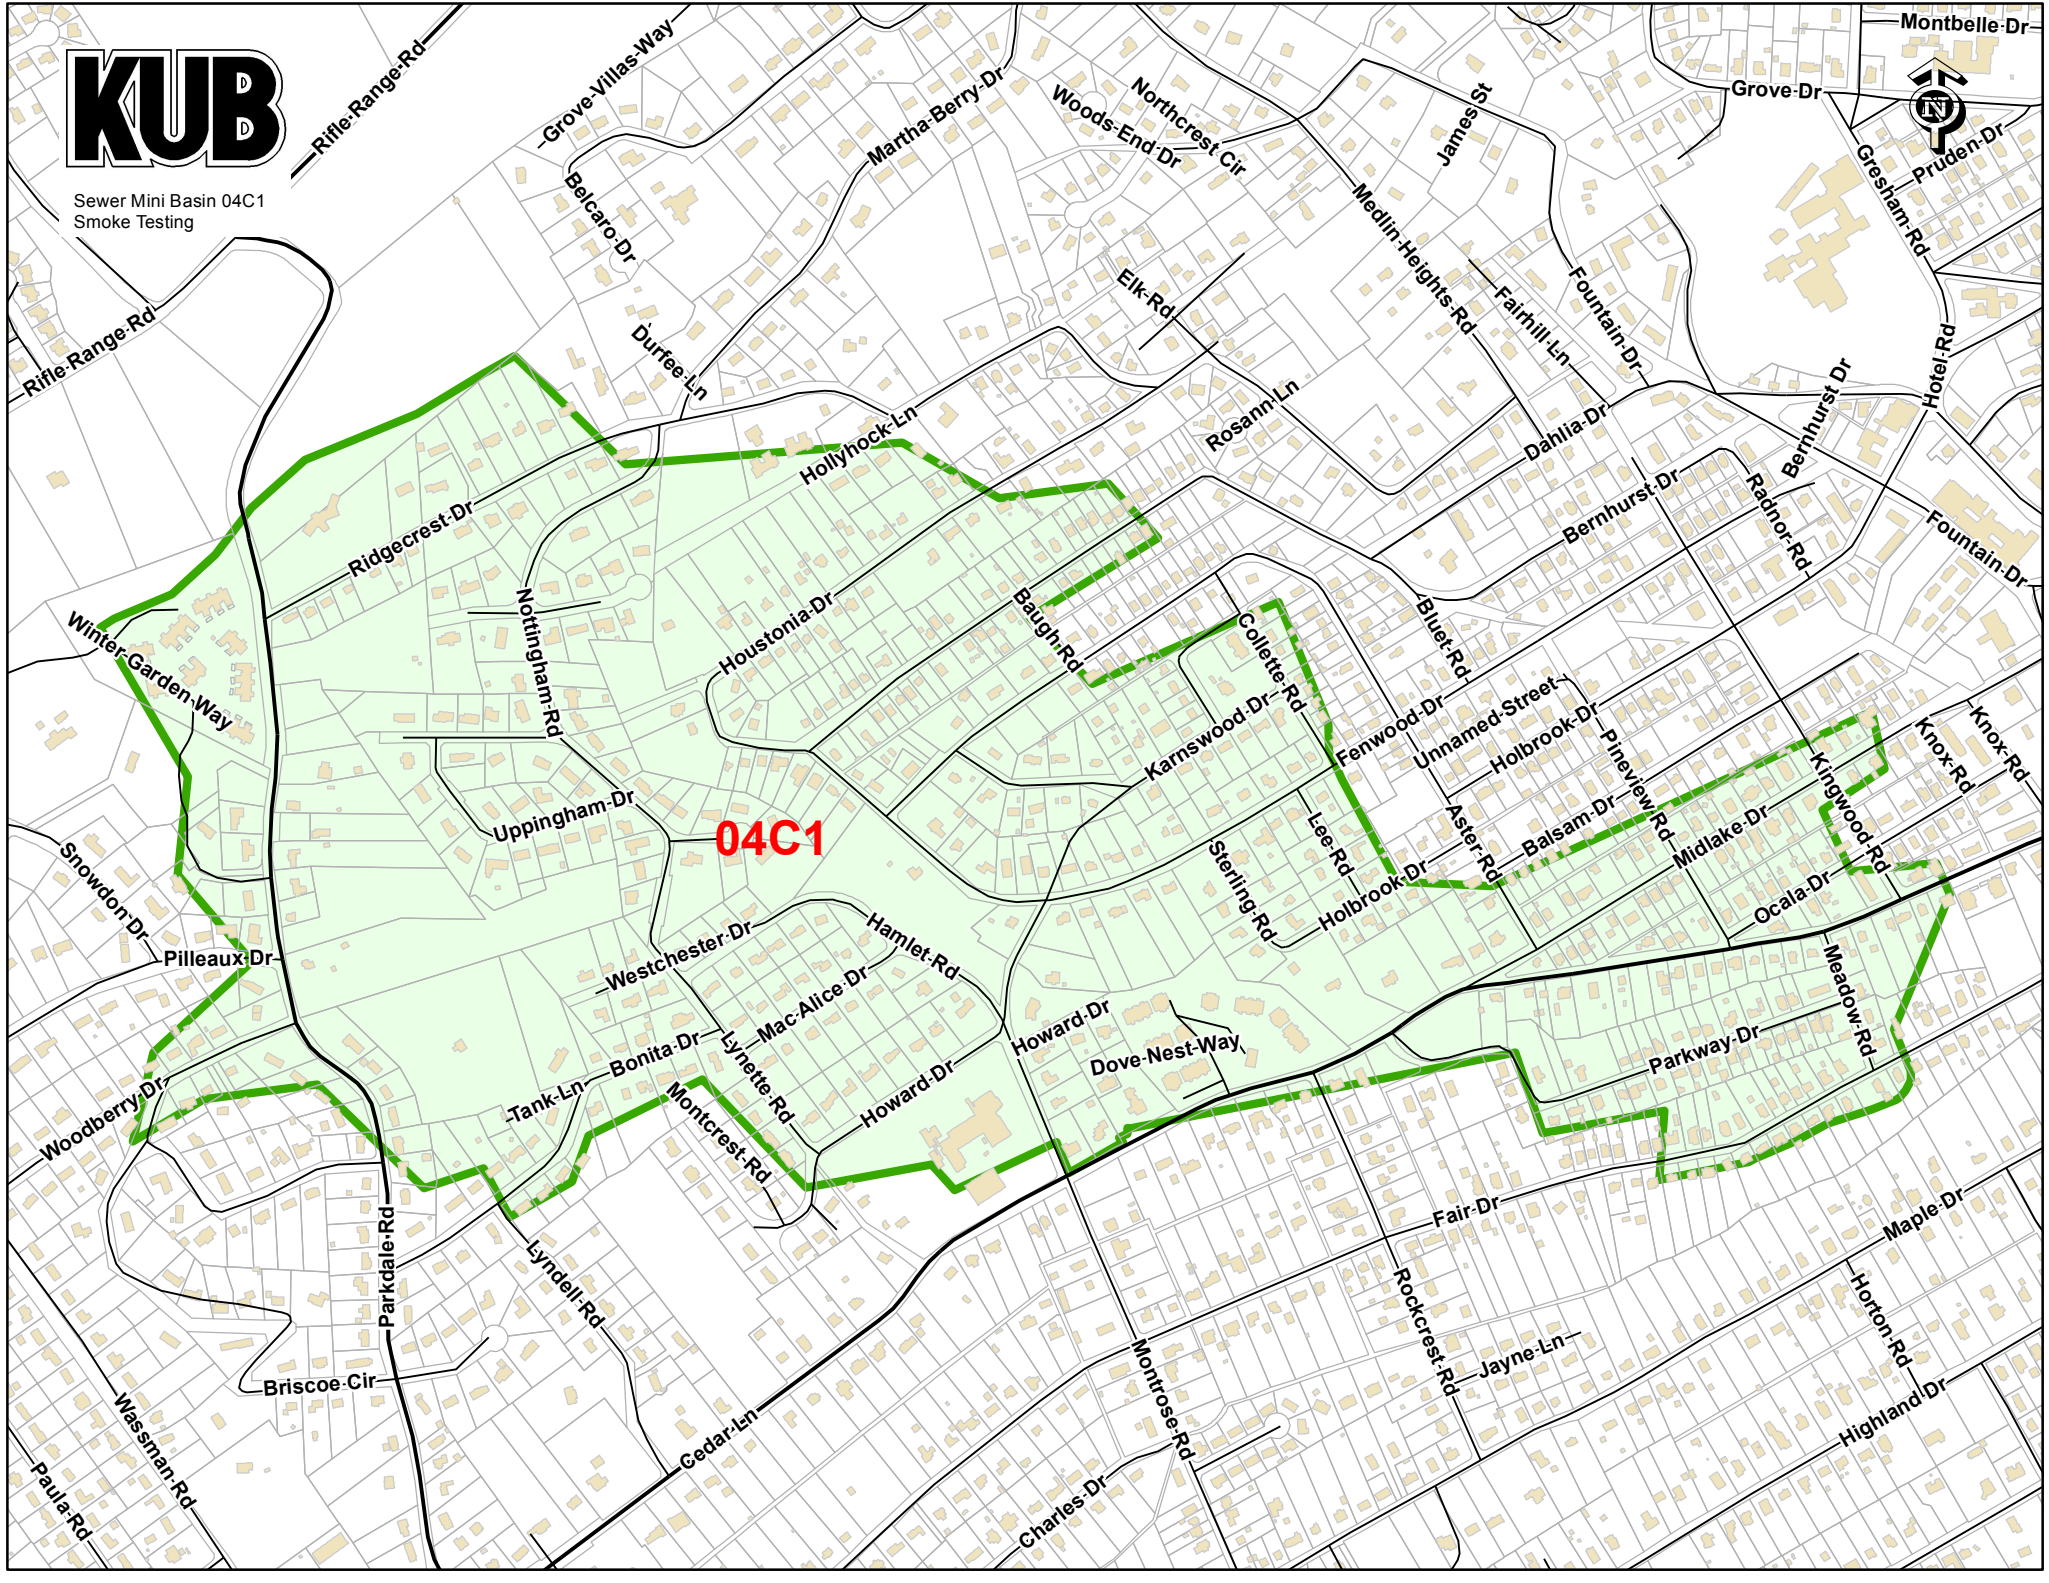 KUB
Sewer Mini Basin 04C1
Smoke Testing
Rifle Range Rd
Grove Villas Way
Martha Berry Dr
Woods End Dr
Northcrest Cir
James St
Montbelle Dr
Grove Dr
N
Pruden Dr
Gresham Rd
Belcaro Dr
Medlin Heights Rd
Elk Rd
Fairhill Ln
Fountain Dr
Rifle Range Rd
Durfee Ln
Hotel Rd
Bernhurst Dr
Hollyhock Ln
Rosann Ln
Dahlia Dr
Bernhurst Dr
Radnor Rd
Fountain Dr
Ridgecrest Dr
Nottingham Rd
Houstonia Dr
Baugh Rd
Collette Rd
Bluet Rd
Winter Garden Way
Karnswood Dr
Fenwood Dr
Unnamed Street
Holbrook Dr
Pineview Rd
Kingwood Rd
Knox Rd
Knox Rd
Uppingham Dr
04C1
Lee Rd
Sterling Rd
Holbrook Dr
Aster Rd
Balsam Dr
Midlake Dr
Ocala Dr
Snowdon Dr
Pilleaux Dr
Westchester Dr
Hamlet Rd
Mac Alice Dr
Howard Dr
Dove Nest Way
Meadow Rd
Parkway Dr
Bonita Dr
Lynette Rd
Tank Ln
Howard Dr
Montcrest Rd
Woodberry Dr
Parkdale Rd
Lyndell Rd
Fair Dr
Maple Dr
Rockcrest Rd
Horton Rd
Montrose Rd
Jayne Ln
Briscoe Cir
Wassman Rd
Cedar Ln
Highland Dr
Paula Rd
Charles Dr